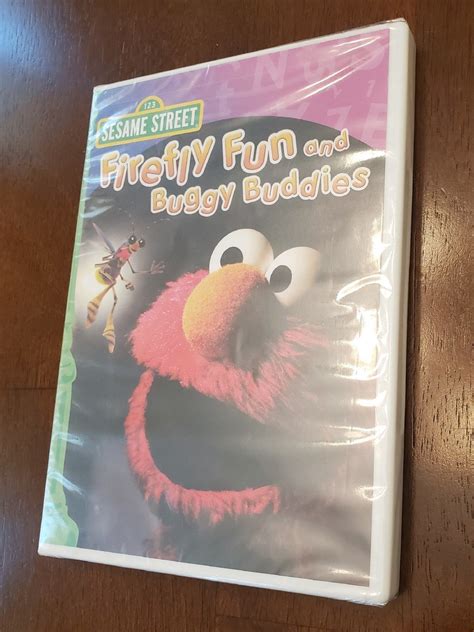 123
SESAME STREET
Firefly Fun and
Buggy Buddies